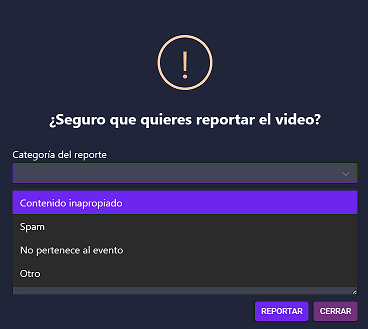 !
¿Seguro que quieres reportar el video?
Categoría del reporte
Contenido inapropiado
Spam
No pertenece al evento
Otro
REPORTAR CERRAR